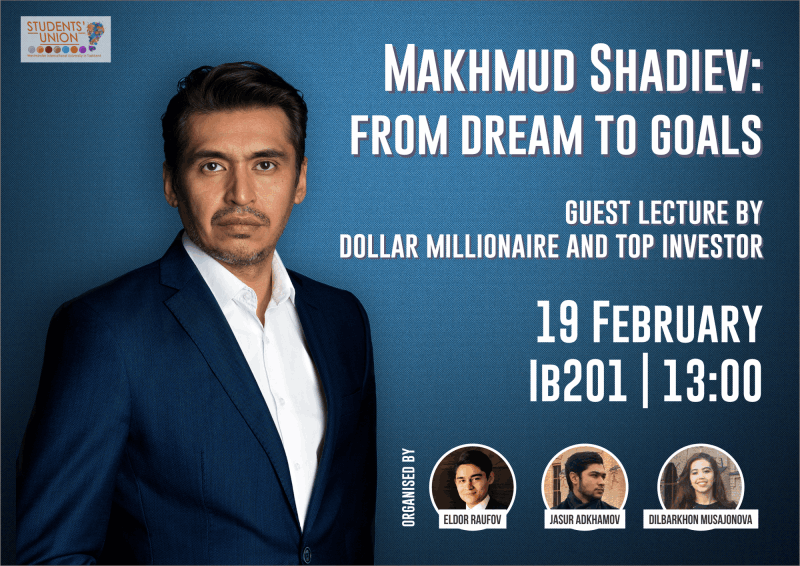 STUDENTS'
UNION
MAKHMUD SHADIEV:
FROM DREAM TO GOALS
GUEST LECTURE BY
DOLLAR MILLIONAIRE AND TOP INVESTOR
19 FEBRUARY
IB201 | 13:00
ORGANISED BY
ELDOR RAUFOV
JASUR ADKHAMOV
DILBARKHON MUSAJONOVA